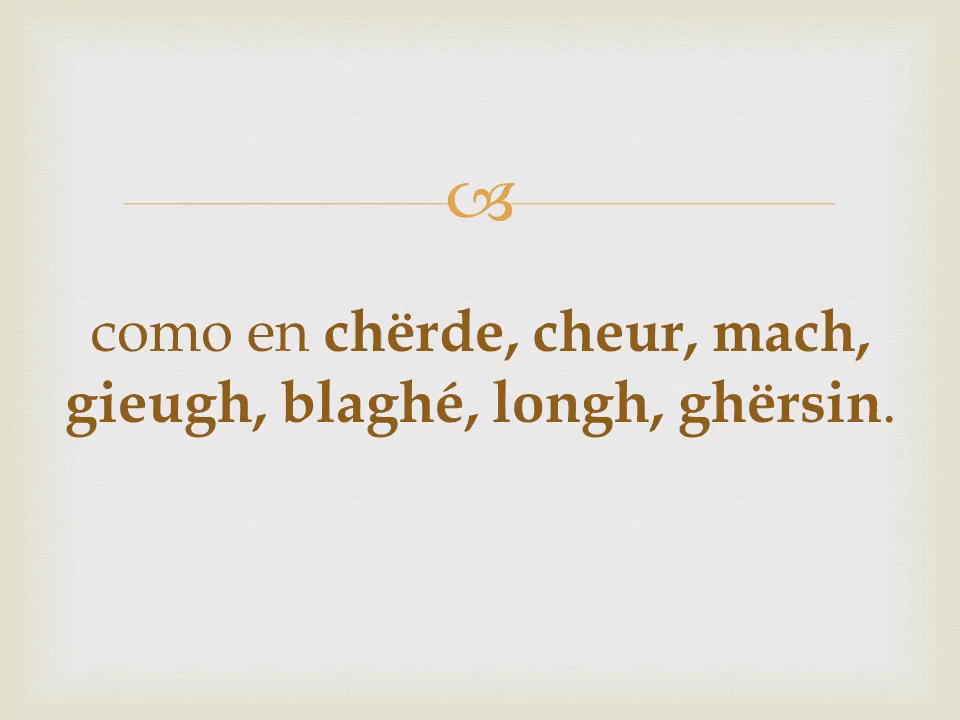 como en chërde, cheur, mach,
gieugh, blaghé, longh, ghërsin.